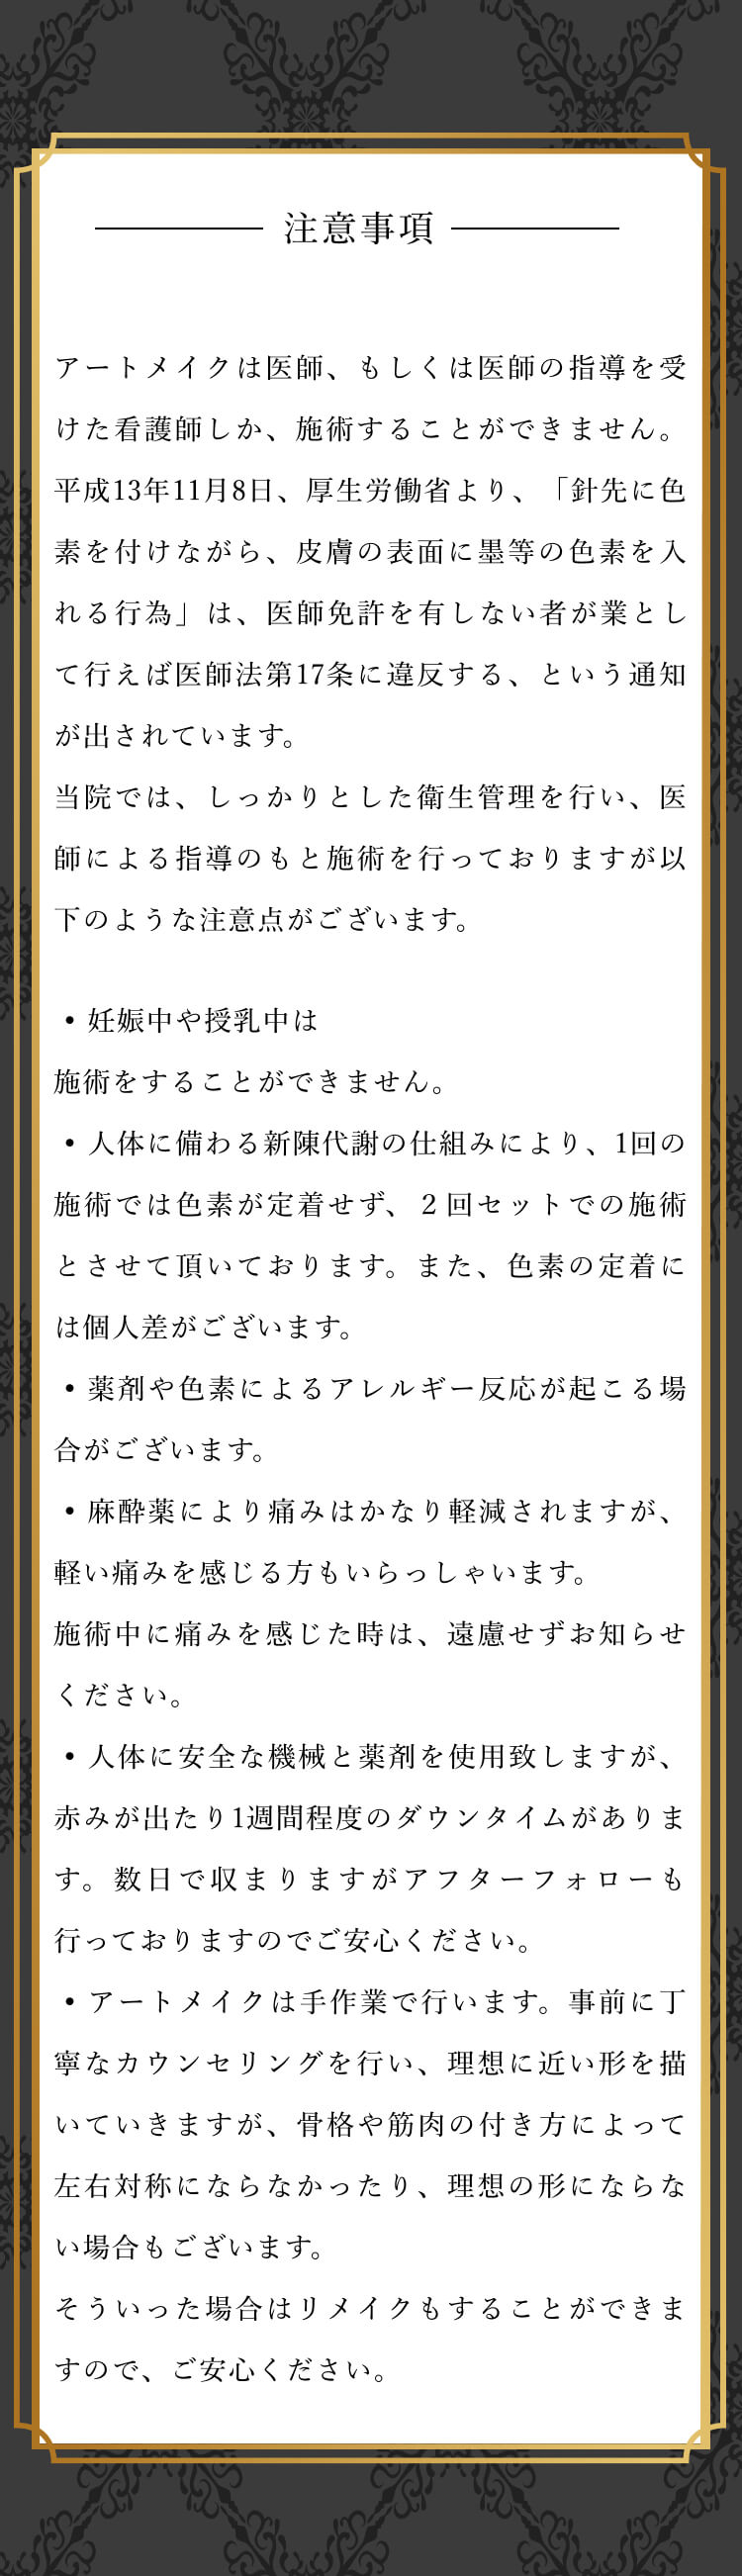 注意事項
アートメイクは医師、もしくは医師の指導を受
けた看護師しか、施術することができません。
平成13年11月8日、厚生労働省より、「針先に色
素を付けながら、皮膚の表面に墨等の色素を入
れる行為」は、医師免許を有しない者が業とし
て行えば医師法第17条に違反する、という通知
が出されています。
当院では、しっかりとした衛生管理を行い、医
師による指導のもと施術を行っておりますが以
下のような注意点がございます。
・妊娠中や授乳中は
施術をすることができません。
・人体に備わる新陳代謝の仕組みにより、1回の
施術では色素が定着せず、２回セットでの施術
とさせて頂いております。また、色素の定着に
は個人差がございます。
・薬剤や色素によるアレルギー反応が起こる場
合がございます。
・麻酔薬により痛みはかなり軽減されますが、
軽い痛みを感じる方もいらっしゃいます。
施術中に痛みを感じた時は、遠慮せずお知らせ
ください。
・人体に安全な機械と薬剤を使用致しますが、
赤みが出たり1週間程度のダウンタイムがありま
す。数日で収まりますがアフターフォローも
行っておりますのでご安心ください。
・アートメイクは手作業で行います。事前に丁
寧なカウンセリングを行い、理想に近い形を描
いていきますが、骨格や筋肉の付き方によって
左右対称にならなかったり、理想の形にならな
い場合もございます。
そういった場合はリメイクもすることができま
すので、ご安心ください。